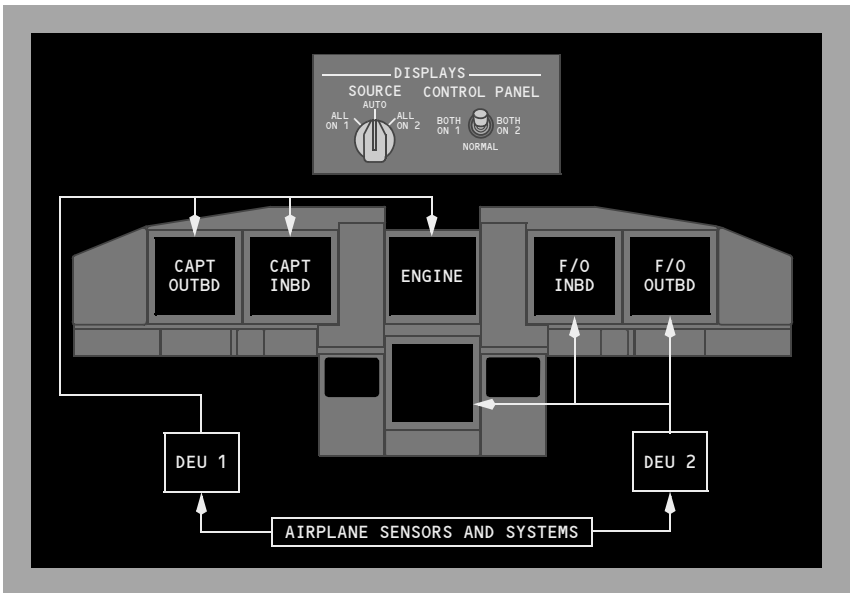 DISPLAYS
SOURCE
CONTROL PANEL
AUTO
ALL
ON 1
ALL
ON 2
BOTH
ON 1
BOTH
ON 2
NORMAL
CAPT
OUTBD
CAPT
INBD
ENGINE
F/O
INBD
F/O
OUTBD
DEU 1
DEU 2
AIRPLANE SENSORS AND SYSTEMS